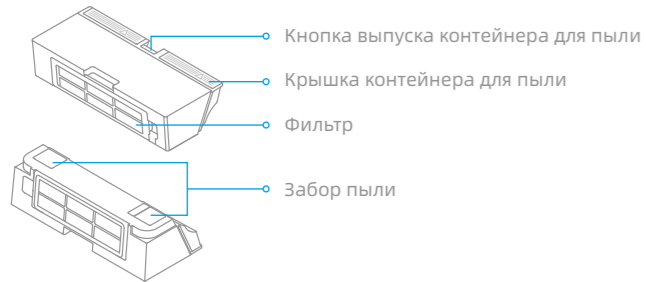 Кнопка выпуска контейнера для пыли
Крышка контейнера для пыли
Фильтр
Забор пыли